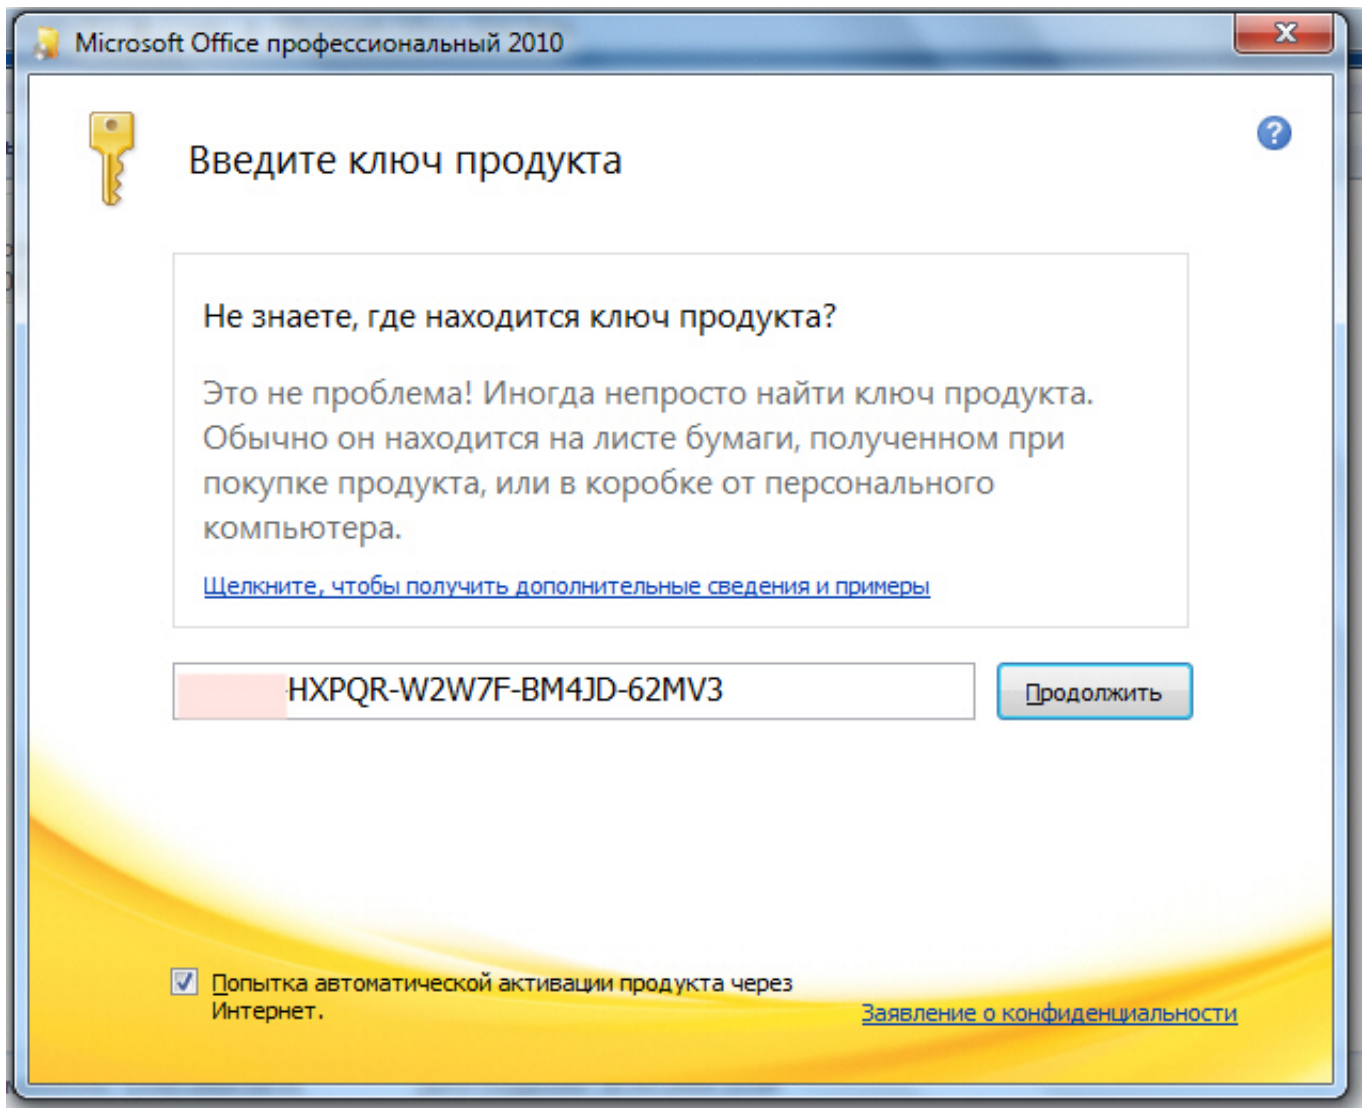 Microsoft Office профессиональный 2010
Введите ключ продукта
Не знаете, где находится ключ продукта?
Это не проблема! Иногда непросто найти ключ продукта.
Обычно он находится на листе бумаги, полученном при
покупке продукта, или в коробке от персонального
компьютера.
Щелкните, чтобы получить дополнительные сведения и примеры
-HXPQR-W2W7F-BM4JD-62MV3
Продолжить
Попытка автоматической активации продукта через
Интернет.
Заявление о конфиденциальности